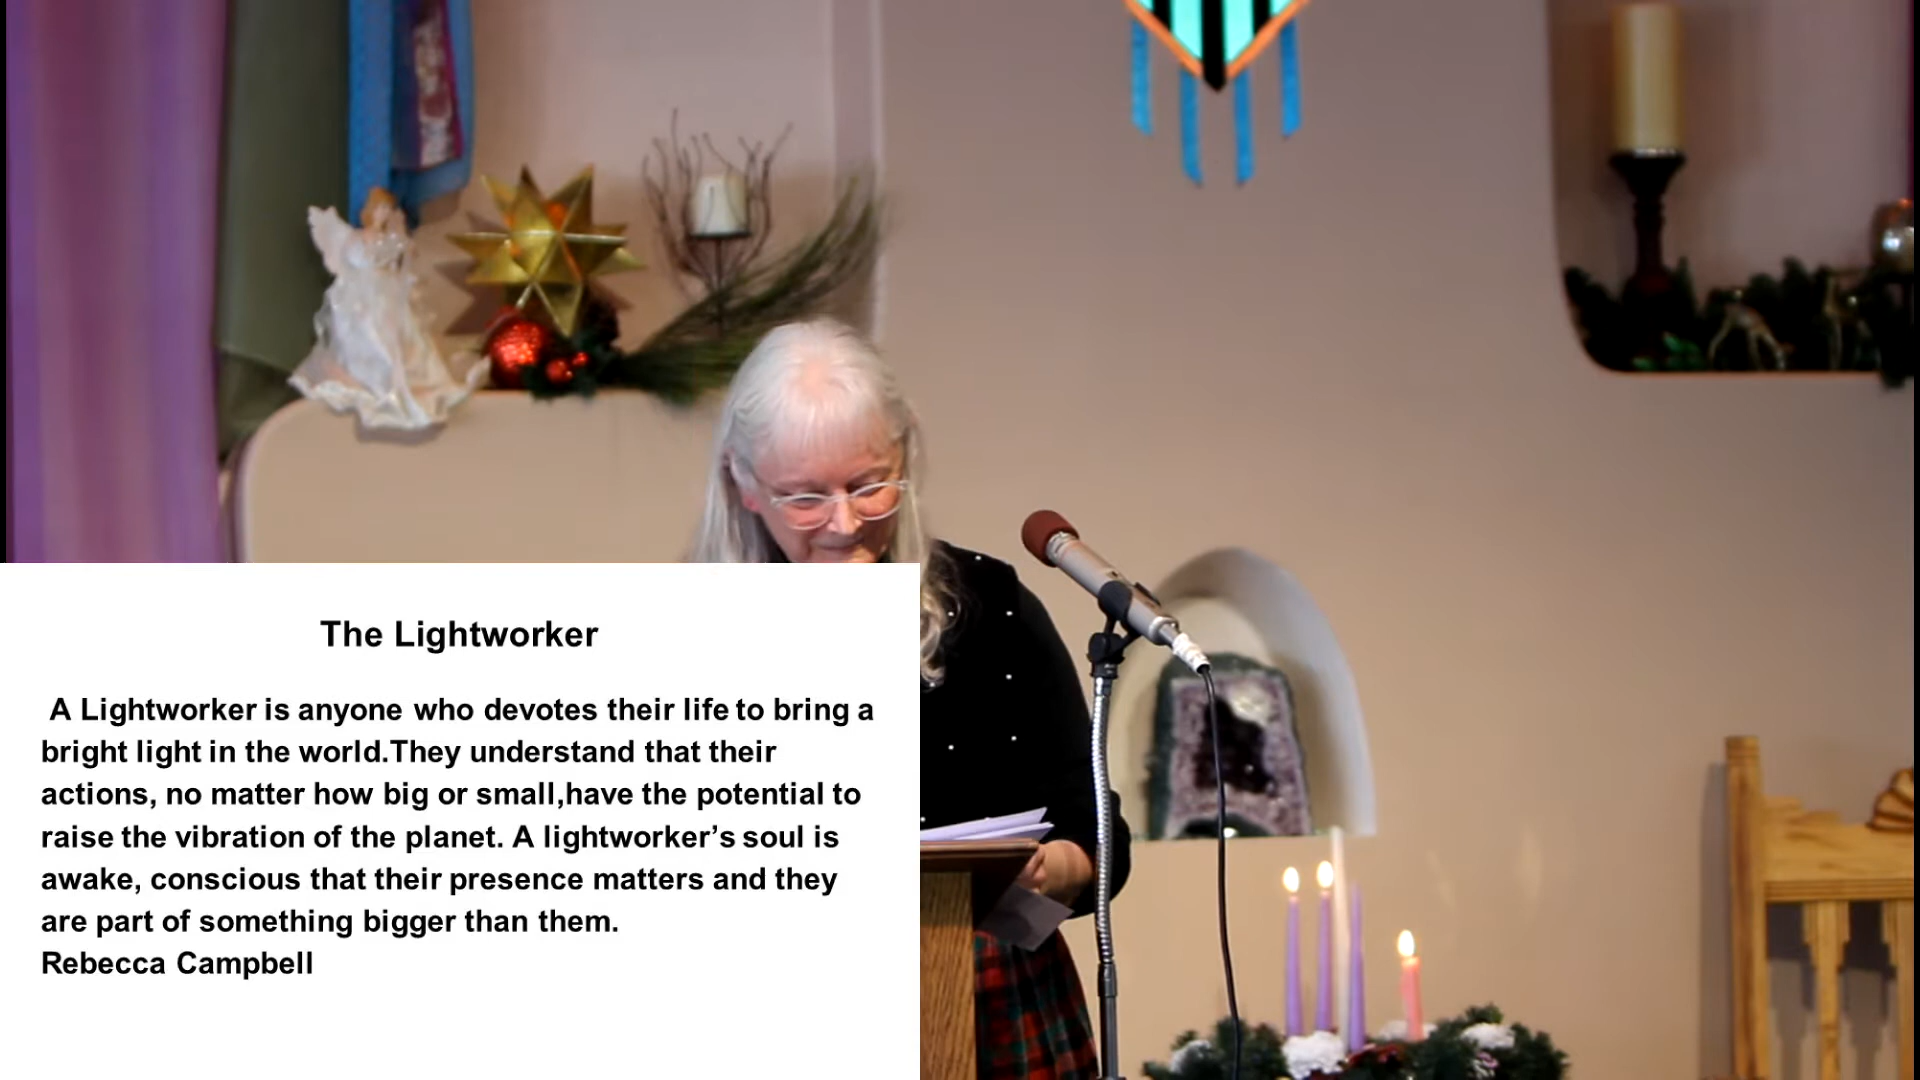 The Lightworker
A Lightworker is anyone who devotes their life to bring a
bright light in the world.They understand that their
actions, no matter how big or small,have the potential to
raise the vibration of the planet. A lightworker’s soul is
awake, conscious that their presence matters and they
are part of something bigger than them.
Rebecca Campbell